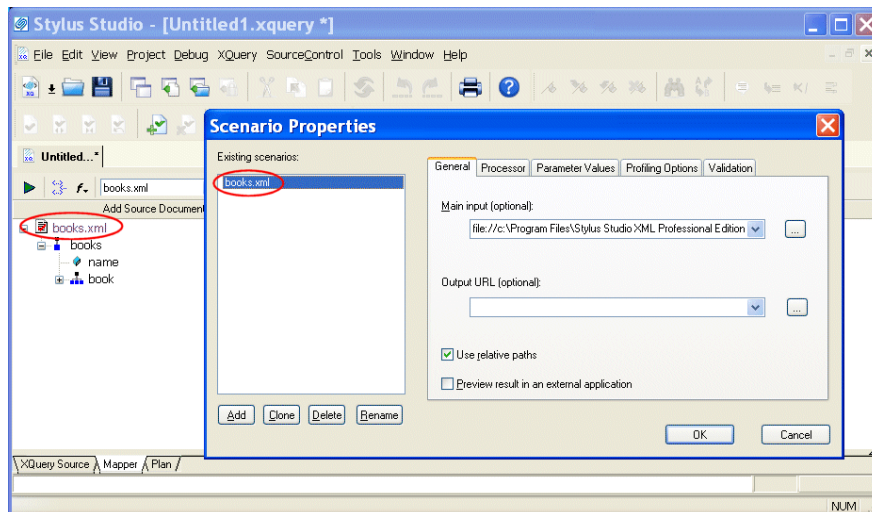 Stylus Studio - [Untitled1.xquery *]
File Edit View Project Debug XQuery SourceControl Tools Window Help
Untitled...*
books.xml
Add Source Document
books.xml
books
name
book
Scenario Properties
Existing scenarios:
books.xml
Add Clone Delete Rename
General Processor Parameter Values Profiling Options Validation
Main input (optional):
file://c:\Program Files\Stylus Studio XML Professional Edition
...
Output URL (optional):
...
Use relative paths
Preview result in an external application
OK Cancel
XQuery Source Mapper Plan
NUM